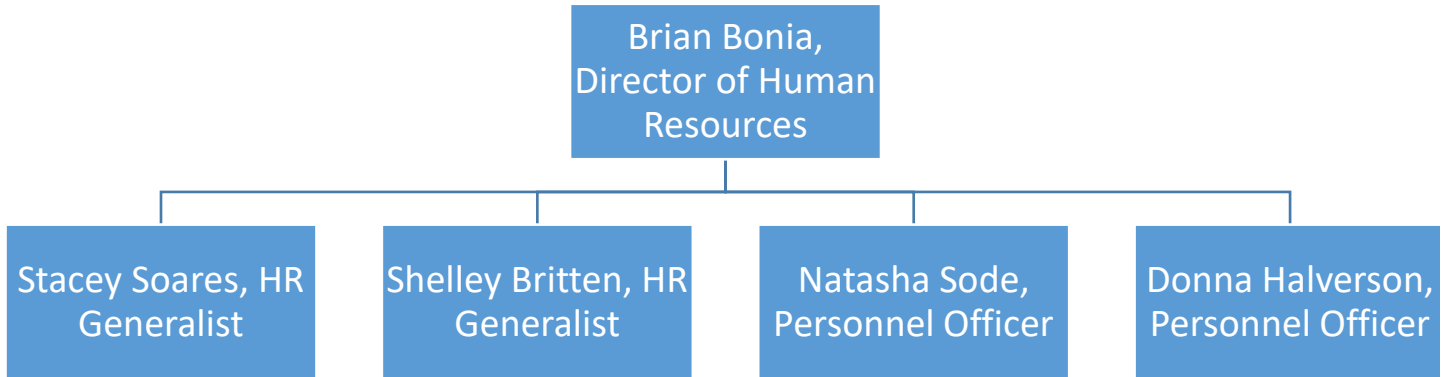 Brian Bonia,
Director of Human
Resources
Stacey Soares, HR
Generalist
Shelley Britten, HR
Generalist
Natasha Sode,
Personnel Officer
Donna Halverson,
Personnel Officer